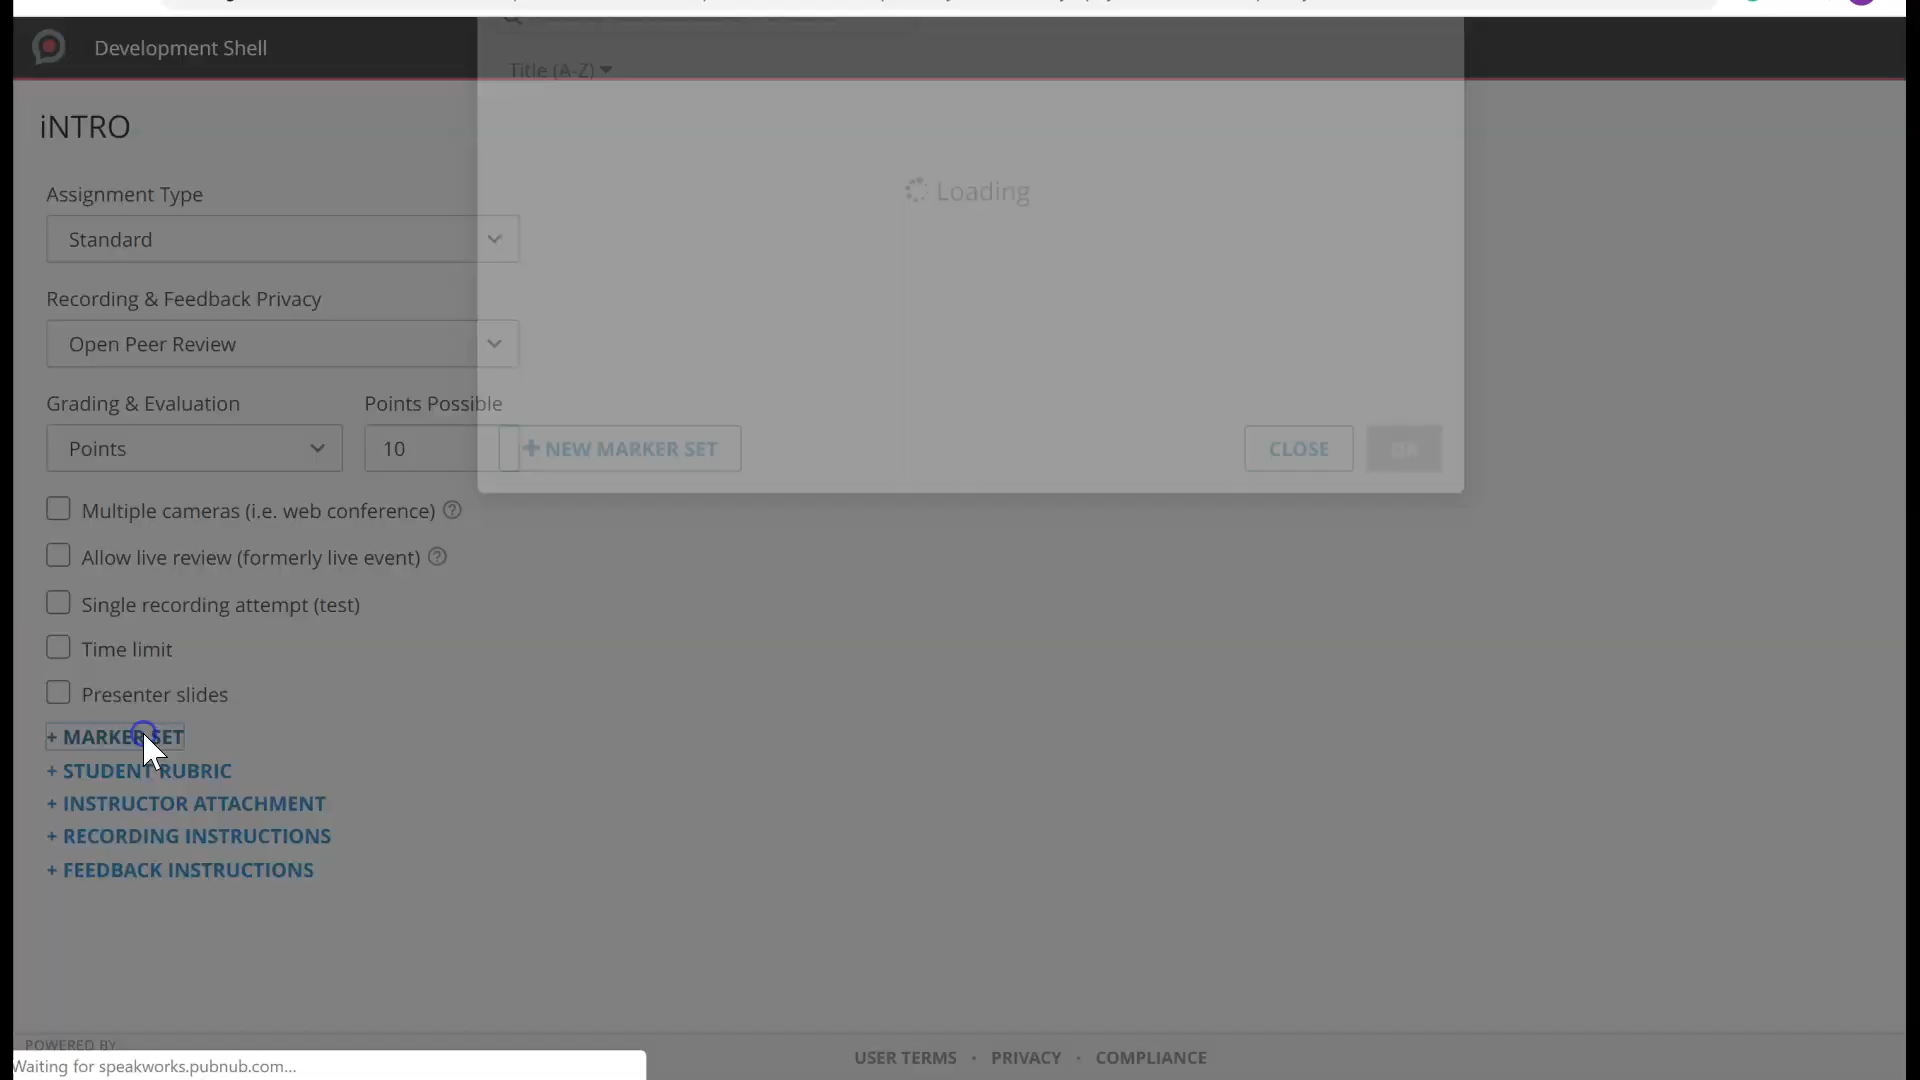 Development Shell
Title (A-Z)
iNTRO
Loading
Assignment Type
Standard
Recording & Feedback Privacy
Open Peer Review
Grading & Evaluation
Points Possible
Points
10
+ NEW MARKER SET
CLOSE
OK
Multiple cameras (i.e. web conference) ?
Allow live review (formerly live event) ?
Single recording attempt (test)
Time limit
Presenter slides
+ MARKER SET
+ STUDENT RUBRIC
+ INSTRUCTOR ATTACHMENT
+ RECORDING INSTRUCTIONS
+ FEEDBACK INSTRUCTIONS
POWERED BY
USER TERMS · PRIVACY · COMPLIANCE
Waiting for speakworks.pubnub.com...